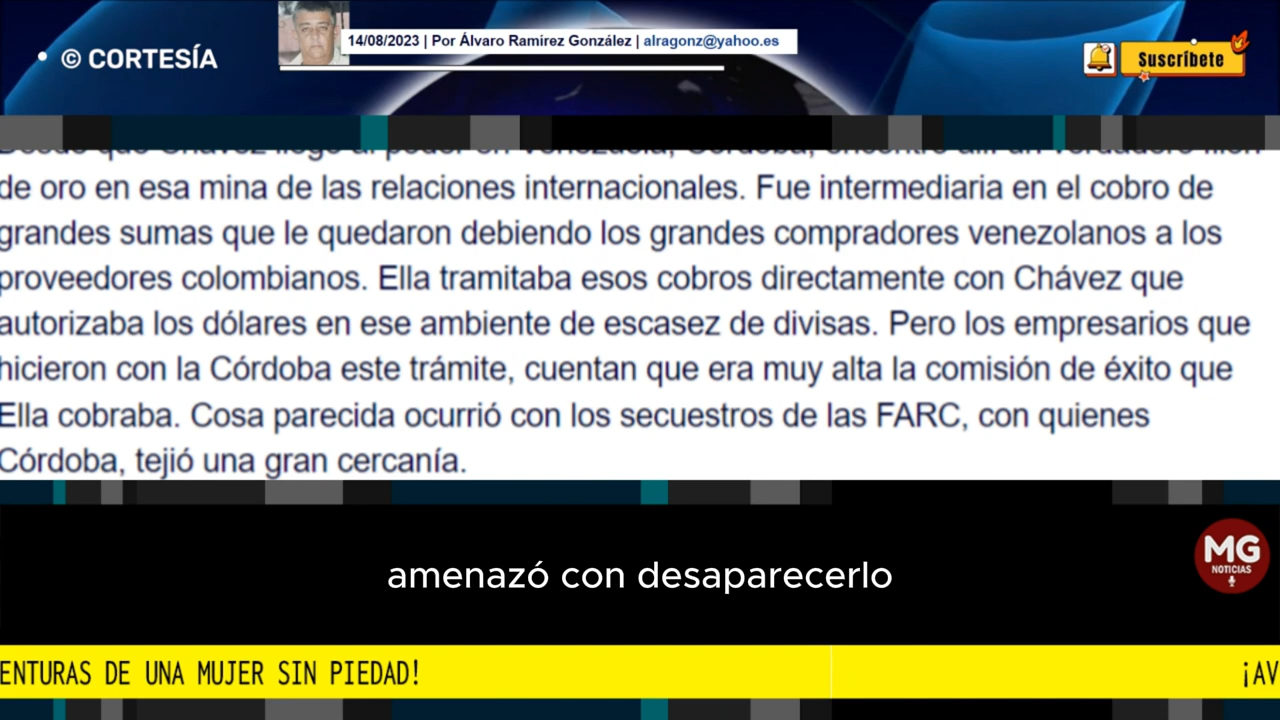 • © CORTESÍA
14/08/2023 | Por Álvaro Ramírez González | alragonz@yahoo.es
Suscríbete
de oro en esa mina de las relaciones internacionales. Fue intermediaria en el cobro de
grandes sumas que le quedaron debiendo los grandes compradores venezolanos a los
proveedores colombianos. Ella tramitaba esos cobros directamente con Chávez que
autorizaba los dólares en ese ambiente de escasez de divisas. Pero los empresarios que
hicieron con la Córdoba este trámite, cuentan que era muy alta la comisión de éxito que
Ella cobraba. Cosa parecida ocurrió con los secuestros de las FARC, con quienes
Córdoba, tejió una gran cercanía.
amenazó con desaparecerlo
MG
NOTICIAS
ENTURAS DE UNA MUJER SIN PIEDAD!
¡AV